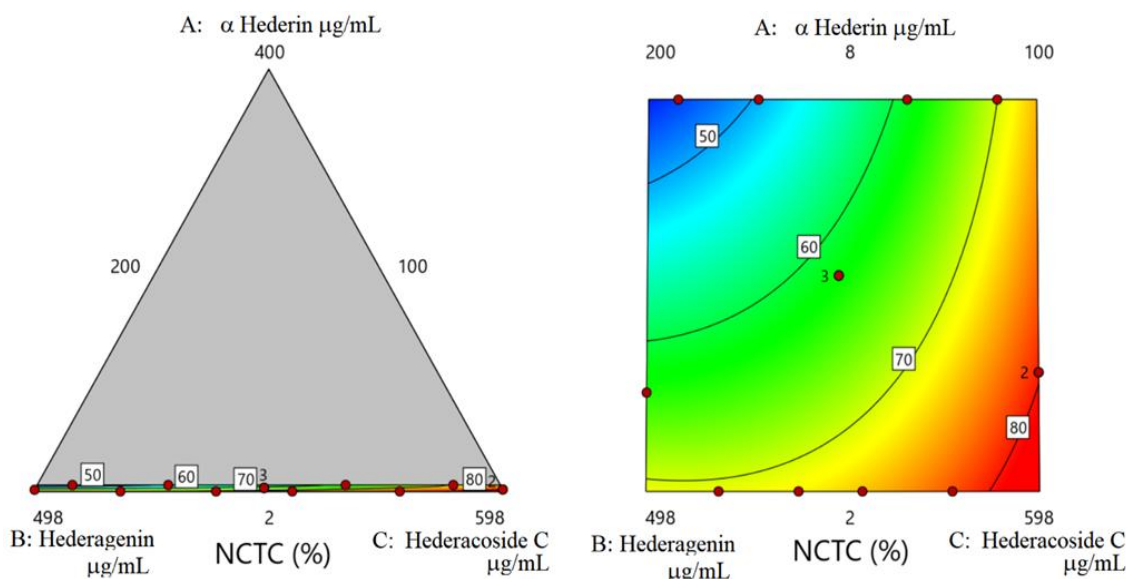 A: α Hederin μg/mL
400
200
100
50
60
70
3
80
2
498
2
598
B: Hederagenin
μg/mL
NCTC (%)
C: Hederacoside C
μg/mL
A: α Hederin μg/mL
200
8
100
50
60
3
70
2
80
498
2
598
B: Hederagenin
μg/mL
NCTC (%)
C: Hederacoside C
μg/mL